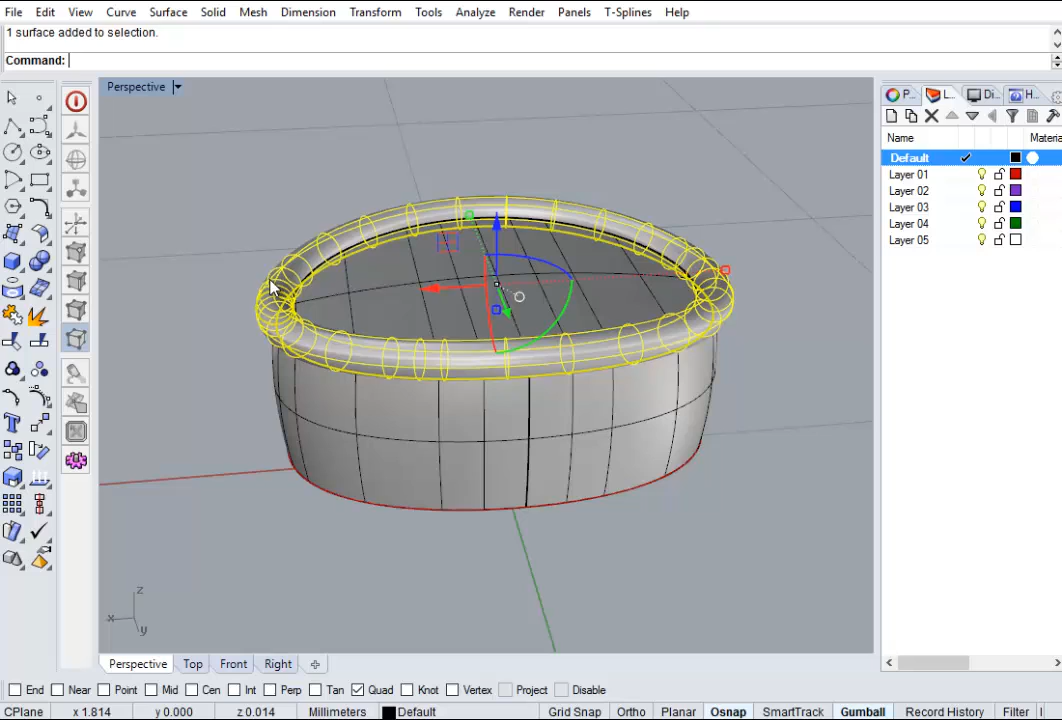 File Edit View Curve Surface Solid Mesh Dimension Transform Tools Analyze Render Panels T-Splines Help
1 surface added to selection.
Command:
Perspective
P... L... Di... H...
Name Materia
Default
Layer 01
Layer 02
Layer 03
Layer 04
Layer 05
z
x
y
Perspective Top Front Right
End Near Point Mid Cen Int Perp Tan Quad Knot Vertex Project Disable
CPlane x 1.814 y 0.000 z 0.014 Millimeters Default Grid Snap Ortho Planar Osnap SmartTrack Gumball Record History Filter